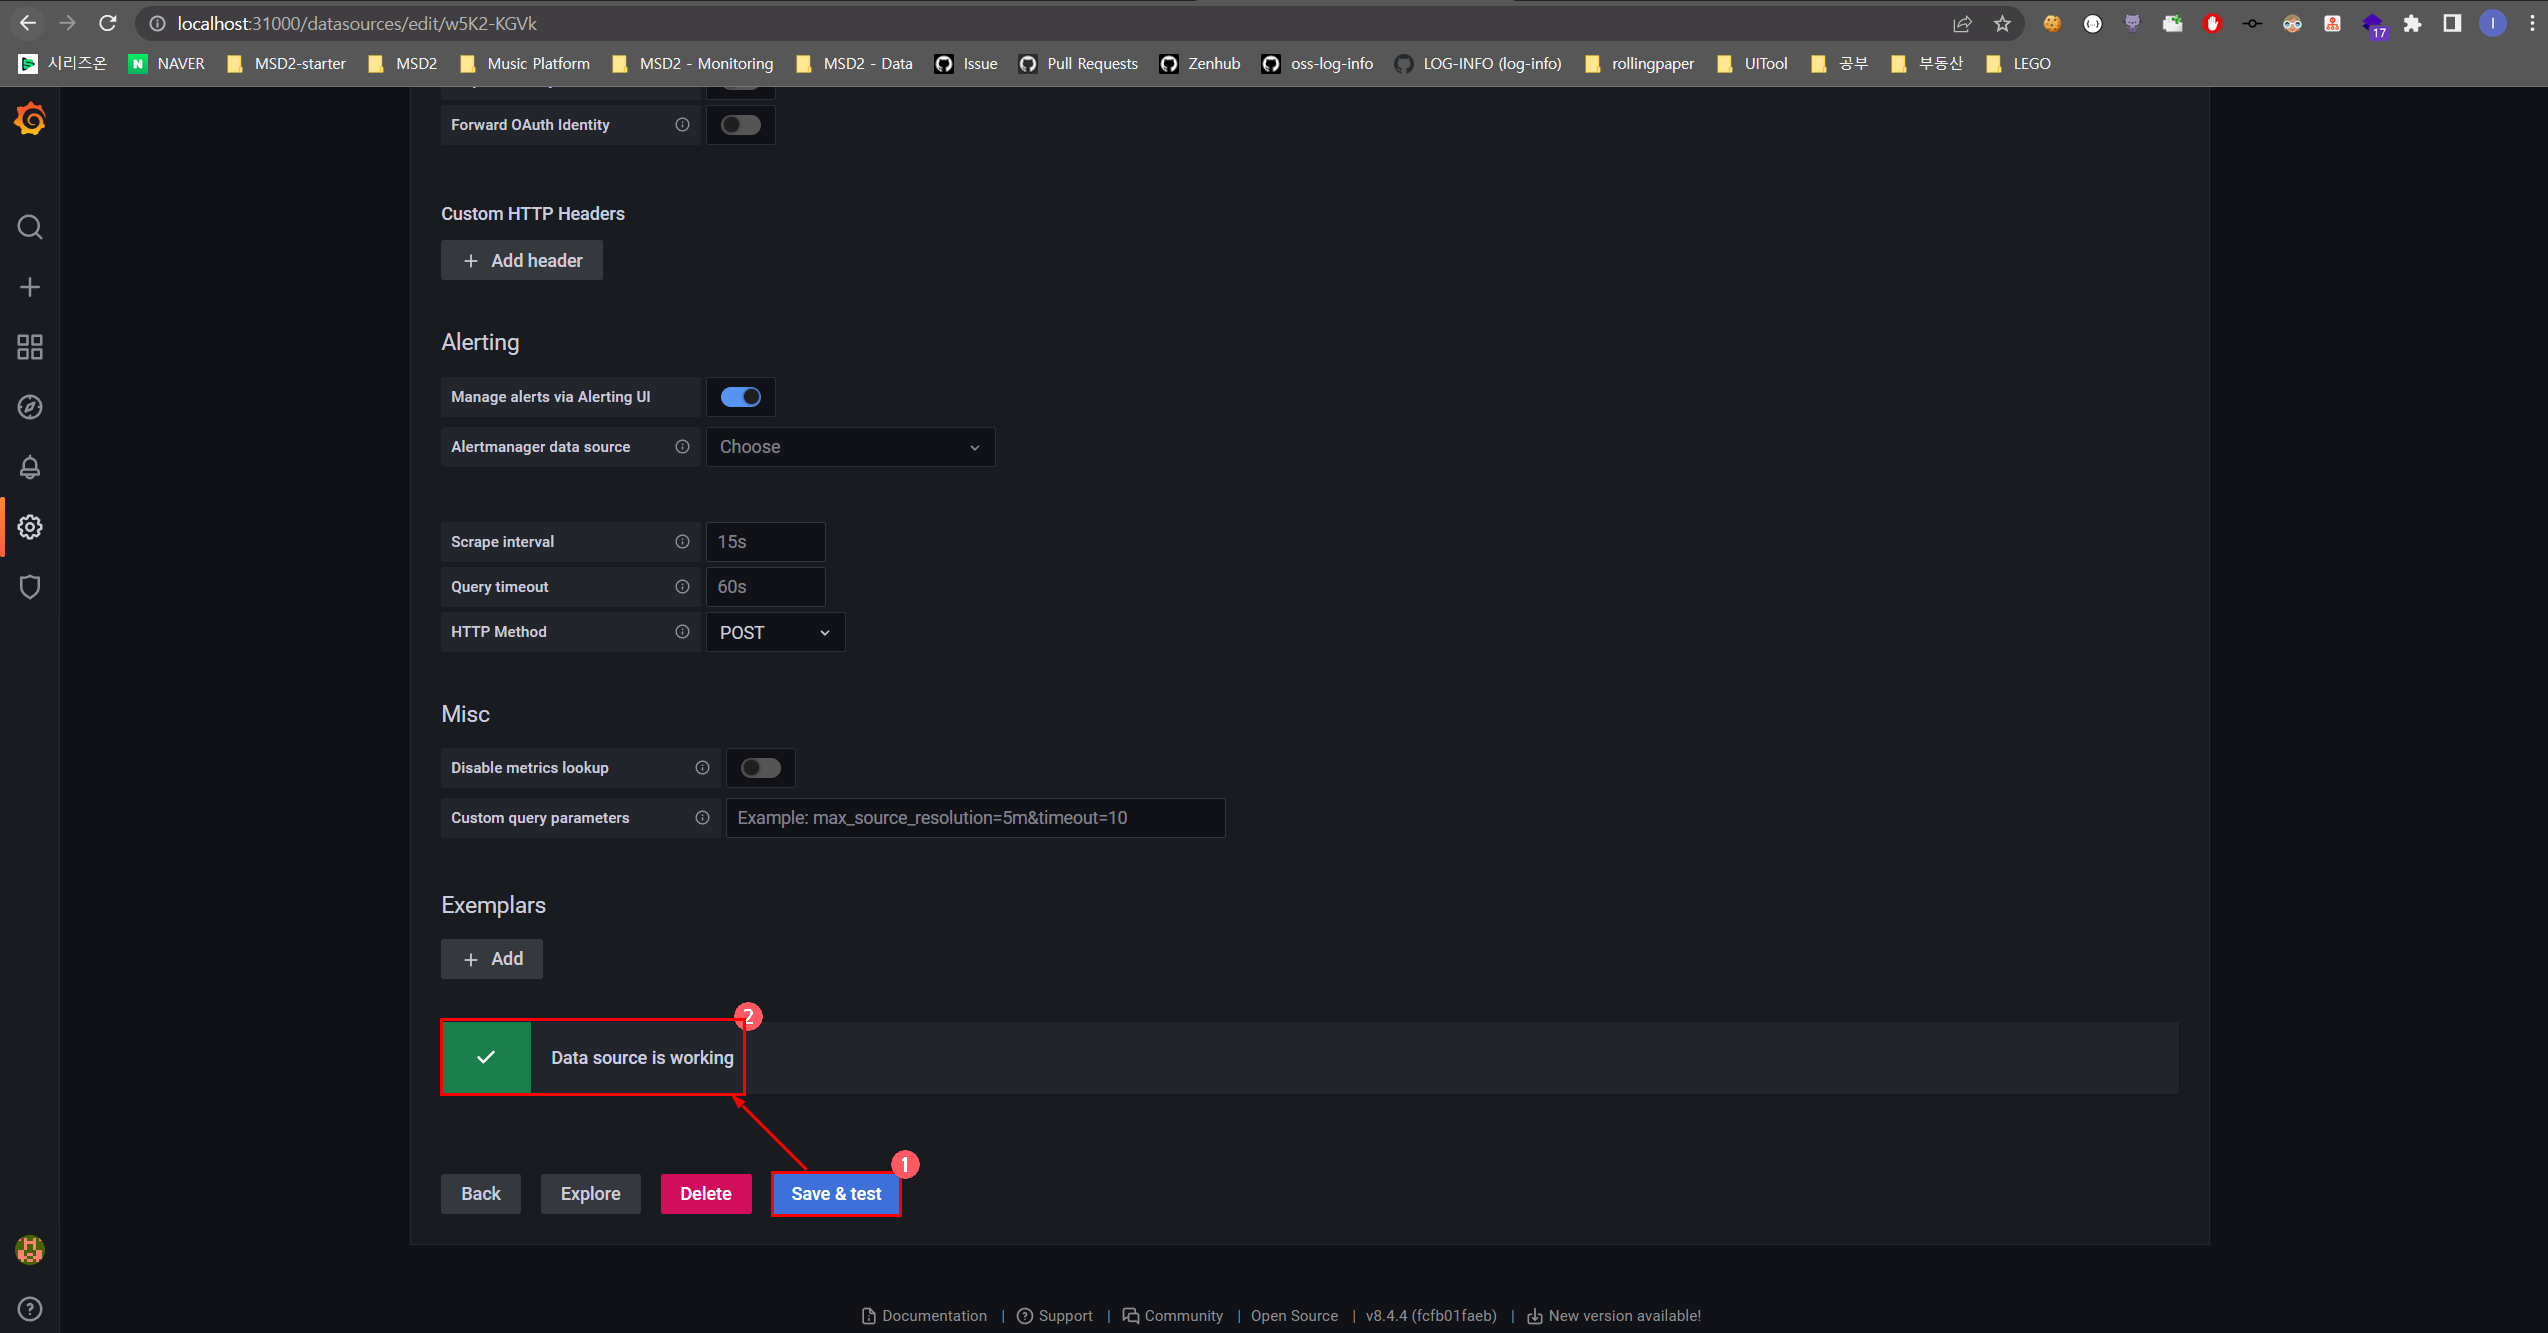 localhost:31000/datasources/edit/w5K2-KGVk
17
I
시리즈온 NAVER MSD2-starter MSD2 Music Platform MSD2 - Monitoring MSD2 - Data Issue Pull Requests Zenhub oss-log-info LOG-INFO (log-info) rollingpaper UITool 공부 부동산 LEGO
Forward OAuth Identity
Custom HTTP Headers
Add header
Alerting
Manage alerts via Alerting UI
Alertmanager data source Choose
Scrape interval 15s
Query timeout 60s
HTTP Method POST
Misc
Disable metrics lookup
Custom query parameters Example: max_source_resolution=5m&timeout=10
Exemplars
Add
2
Data source is working
1
Back Explore Delete Save & test
Documentation | Support | Community | Open Source | v8.4.4 (fcfb01faeb) | New version available!